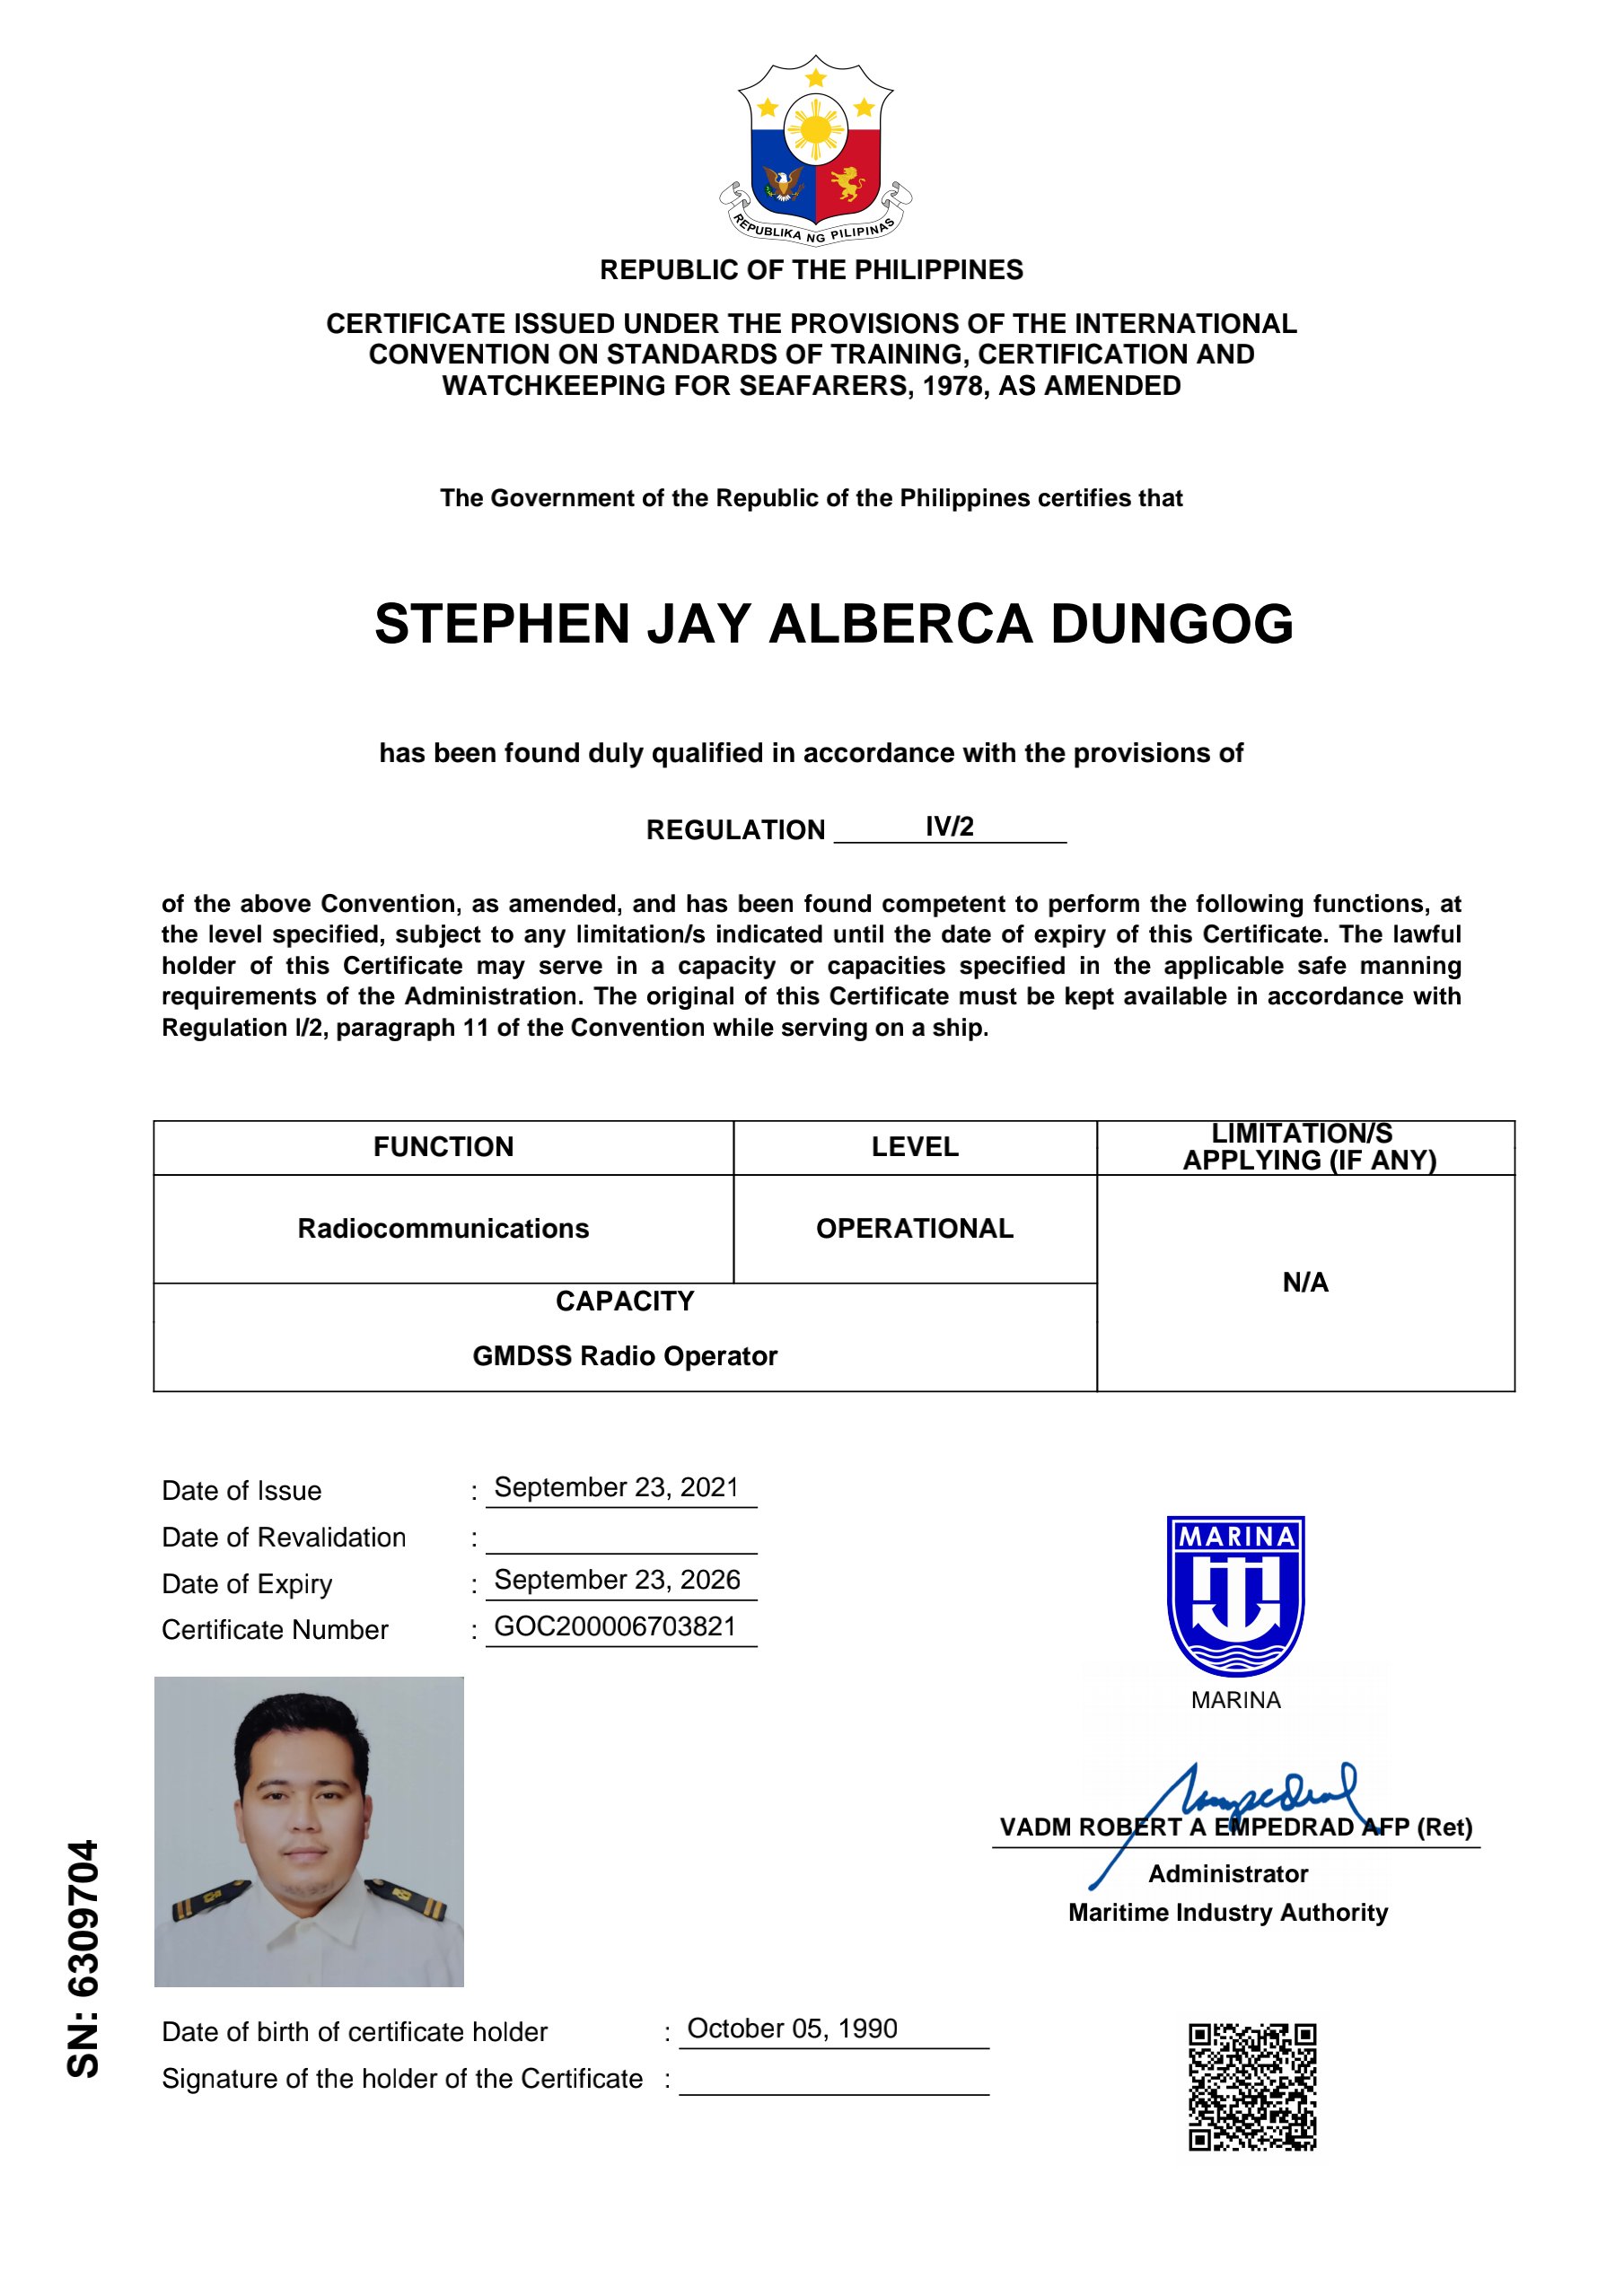 REPUBLIKA NG PILIPINAS
REPUBLIC OF THE PHILIPPINES
CERTIFICATE ISSUED UNDER THE PROVISIONS OF THE INTERNATIONAL
CONVENTION ON STANDARDS OF TRAINING, CERTIFICATION AND
WATCHKEEPING FOR SEAFARERS, 1978, AS AMENDED
The Government of the Republic of the Philippines certifies that
STEPHEN JAY ALBERCA DUNGOG
has been found duly qualified in accordance with the provisions of
REGULATION IV/2
of the above Convention, as amended, and has been found competent to perform the following functions, at
the level specified, subject to any limitation/s indicated until the date of expiry of this Certificate. The lawful
holder of this Certificate may serve in a capacity or capacities specified in the applicable safe manning
requirements of the Administration. The original of this Certificate must be kept available in accordance with
Regulation I/2, paragraph 11 of the Convention while serving on a ship.
FUNCTION LEVEL LIMITATION/S
APPLYING (IF ANY)
Radiocommunications OPERATIONAL
N/A
CAPACITY
GMDSS Radio Operator
Date of Issue : September 23, 2021
Date of Revalidation :
Date of Expiry : September 23, 2026
Certificate Number : GOC200006703821
MARINA
MARINA
VADM ROBERT A EMPEDRAD AFP (Ret)
Administrator
Maritime Industry Authority
SN: 6309704
Date of birth of certificate holder : October 05, 1990
Signature of the holder of the Certificate :